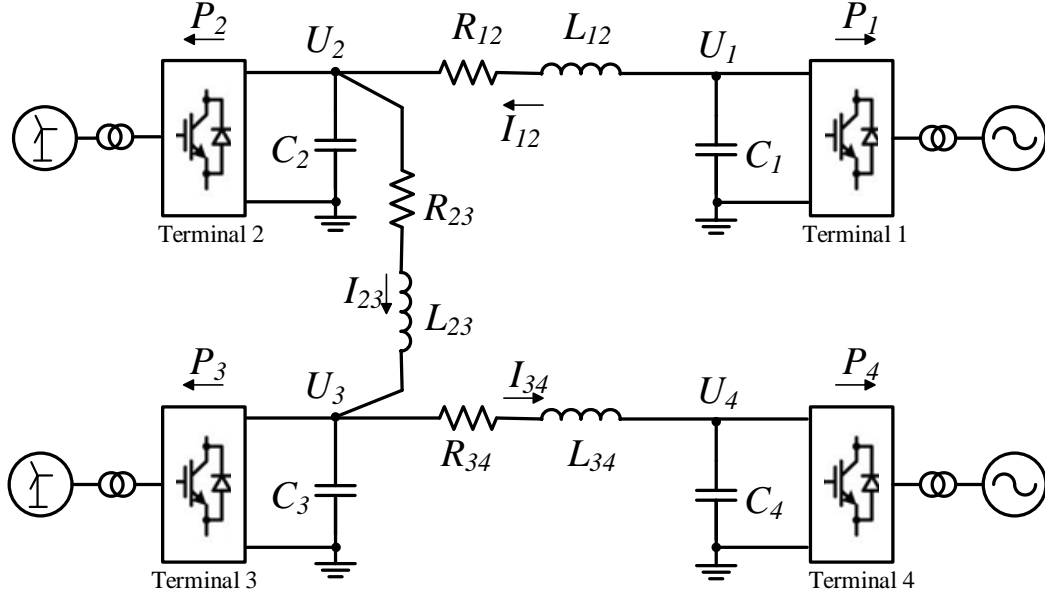 P2
U2
R12
L12
U1
P1
I12
C2
C1
R23
Terminal 2
Terminal 1
I23
L23
P3
U3
I34
U4
P4
R34
L34
C3
C4
Terminal 3
Terminal 4